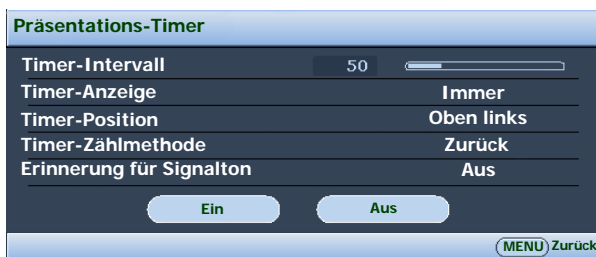 Präsentations-Timer
Timer-Intervall 50
Timer-Anzeige Immer
Timer-Position Oben links
Timer-Zählmethode Zurück
Erinnerung für Signalton Aus
Ein Aus
MENU Zurück